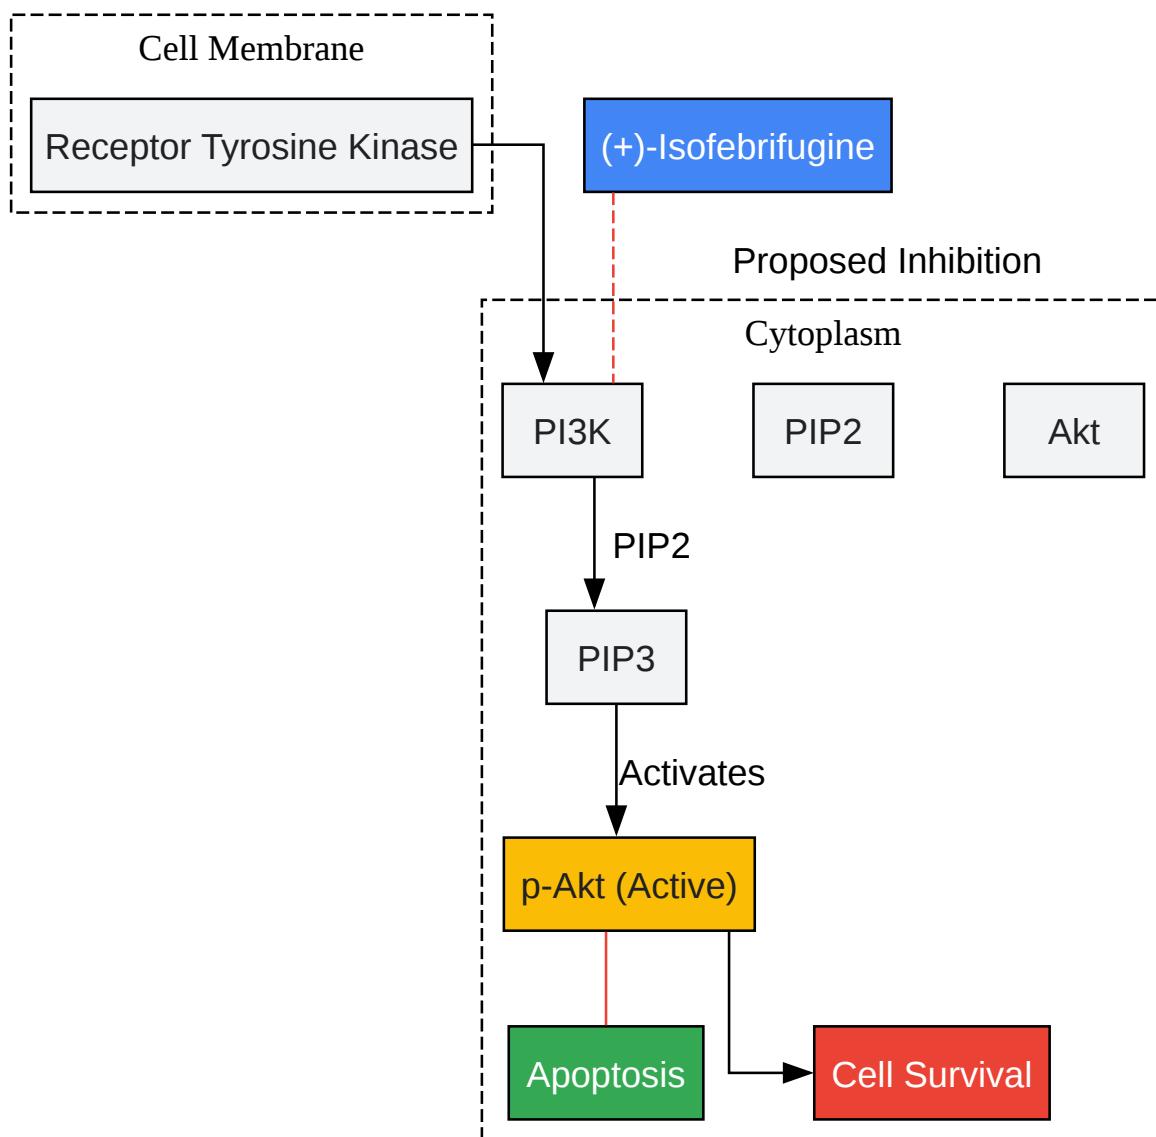 Cell Membrane
Receptor Tyrosine Kinase
(+)-Isofebrifugine
Proposed Inhibition
Cytoplasm
PI3K
PIP2
Akt
PIP2
PIP3
Activates
p-Akt (Active)
Apoptosis
Cell Survival